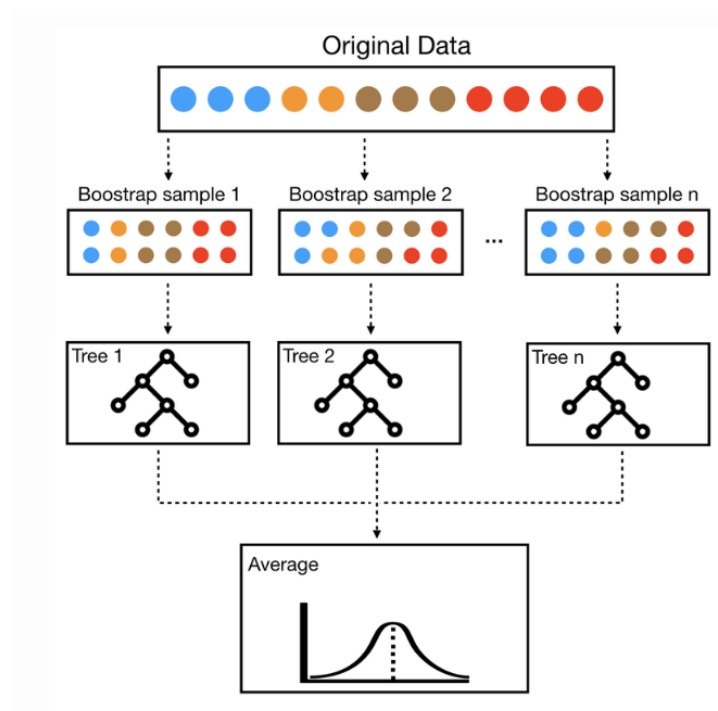 Original Data
Boostrap sample 1
Boostrap sample 2
Boostrap sample n
...
Tree 1
Tree 2
Tree n
Average